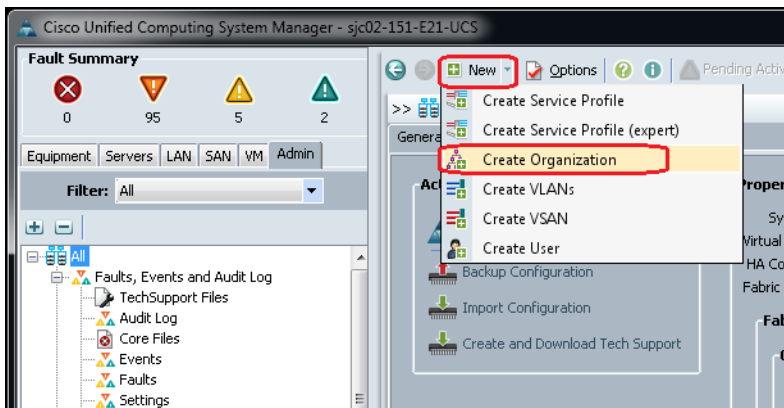 Cisco Unified Computing System Manager - sjc02-151-E21-UCS
Fault Summary
0 95 5 2
New Options Pending Activ
>>
Genera
Create Service Profile
Create Service Profile (expert)
Create Organization
Create VLANs
Create VSAN
Create User
Equipment Servers LAN SAN VM Admin
Filter: All
All
Faults, Events and Audit Log
TechSupport Files
Audit Log
Core Files
Events
Faults
Settings
Ac
Backup Configuration
Import Configuration
Create and Download Tech Support
Proper
Sy
Virtual
HA Co
Fabric
Fal